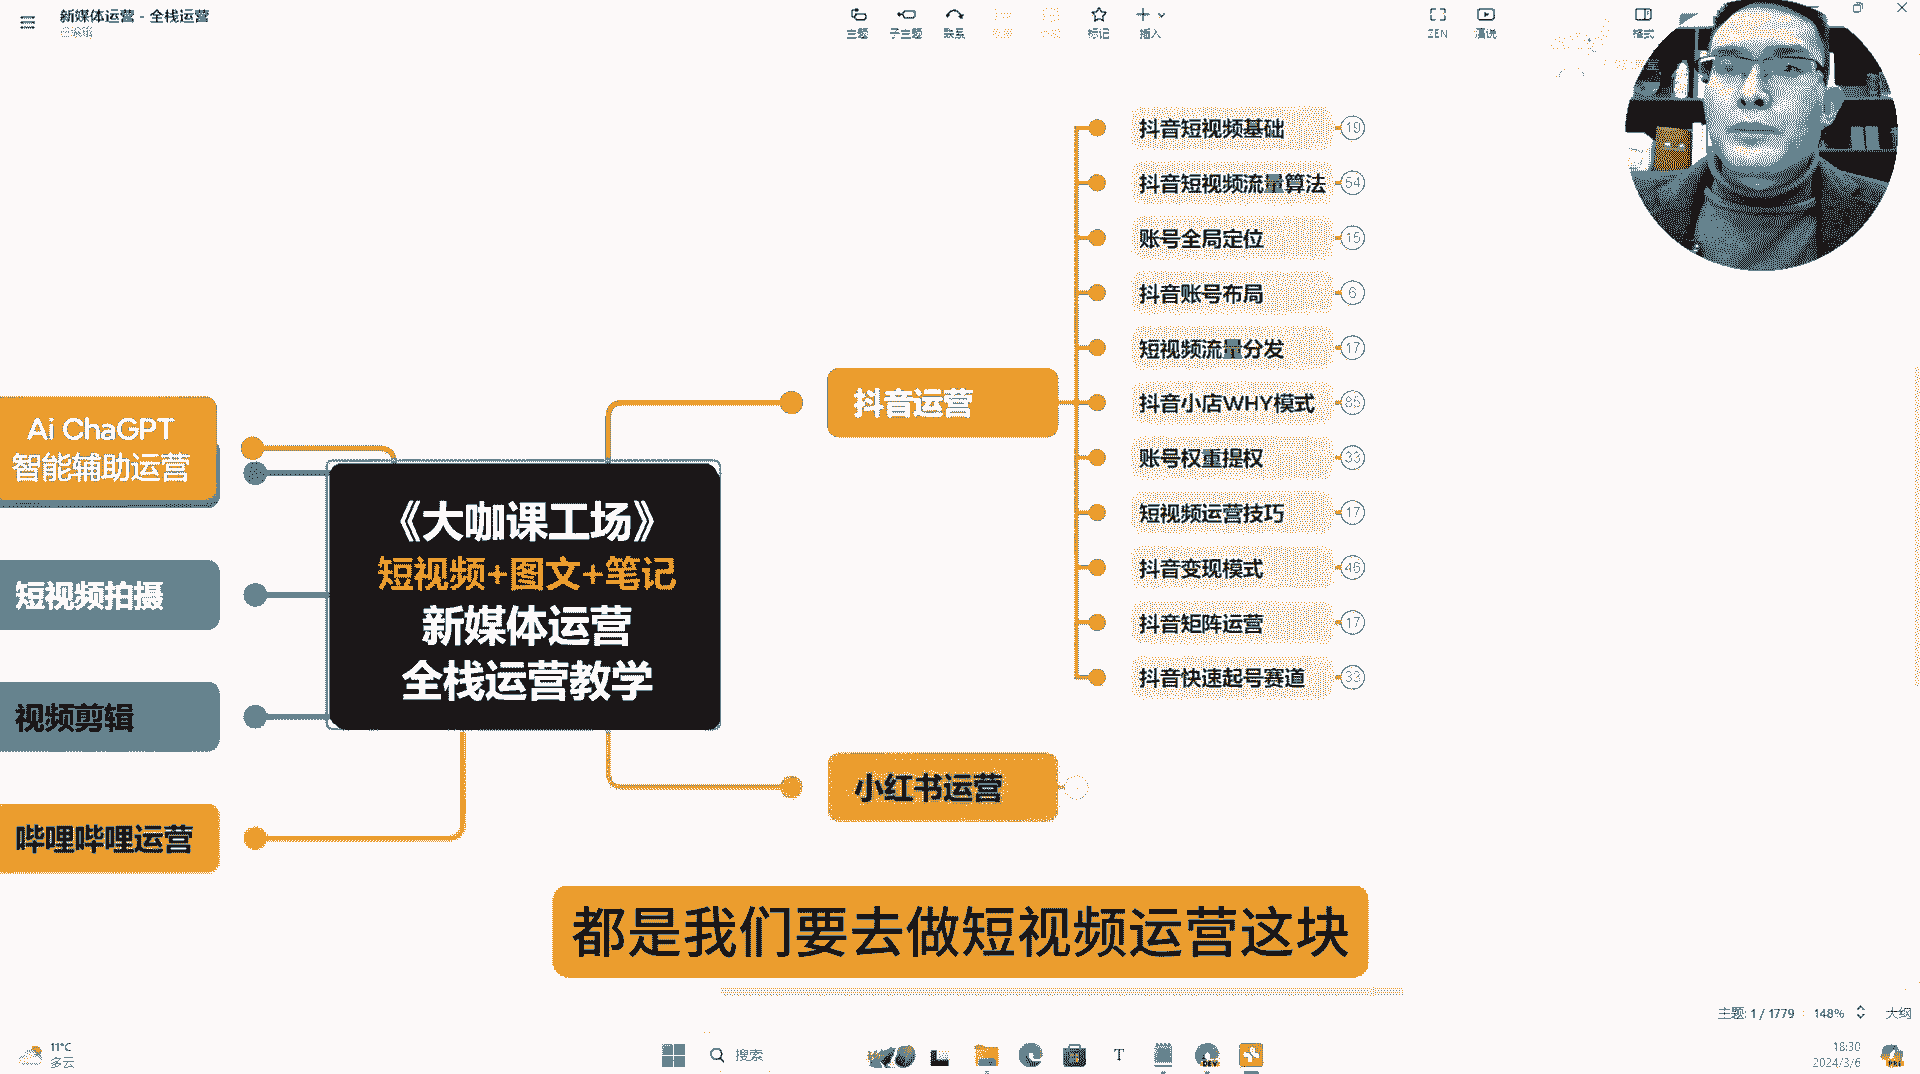 新媒体运营 - 全栈运营
已编辑
主题
子主题
联系
标记
插入
ZEN
演说
格式
抖音短视频基础
19
抖音短视频流量算法
54
账号全局定位
15
抖音账号布局
6
短视频流量分发
17
抖音小店WHY模式
85
账号权重提权
33
短视频运营技巧
17
抖音变现模式
46
抖音矩阵运营
17
抖音快速起号赛道
33
抖音运营
小红书运营
Ai ChaGPT
智能辅助运营
短视频拍摄
视频剪辑
哔哩哔哩运营
《大咖课工场》
短视频+图文+笔记
新媒体运营
全栈运营教学
都是我们要去做短视频运营这块
主题: 1 / 1779
148%
大纲
11°C
多云
搜索
18:30
2024/3/6